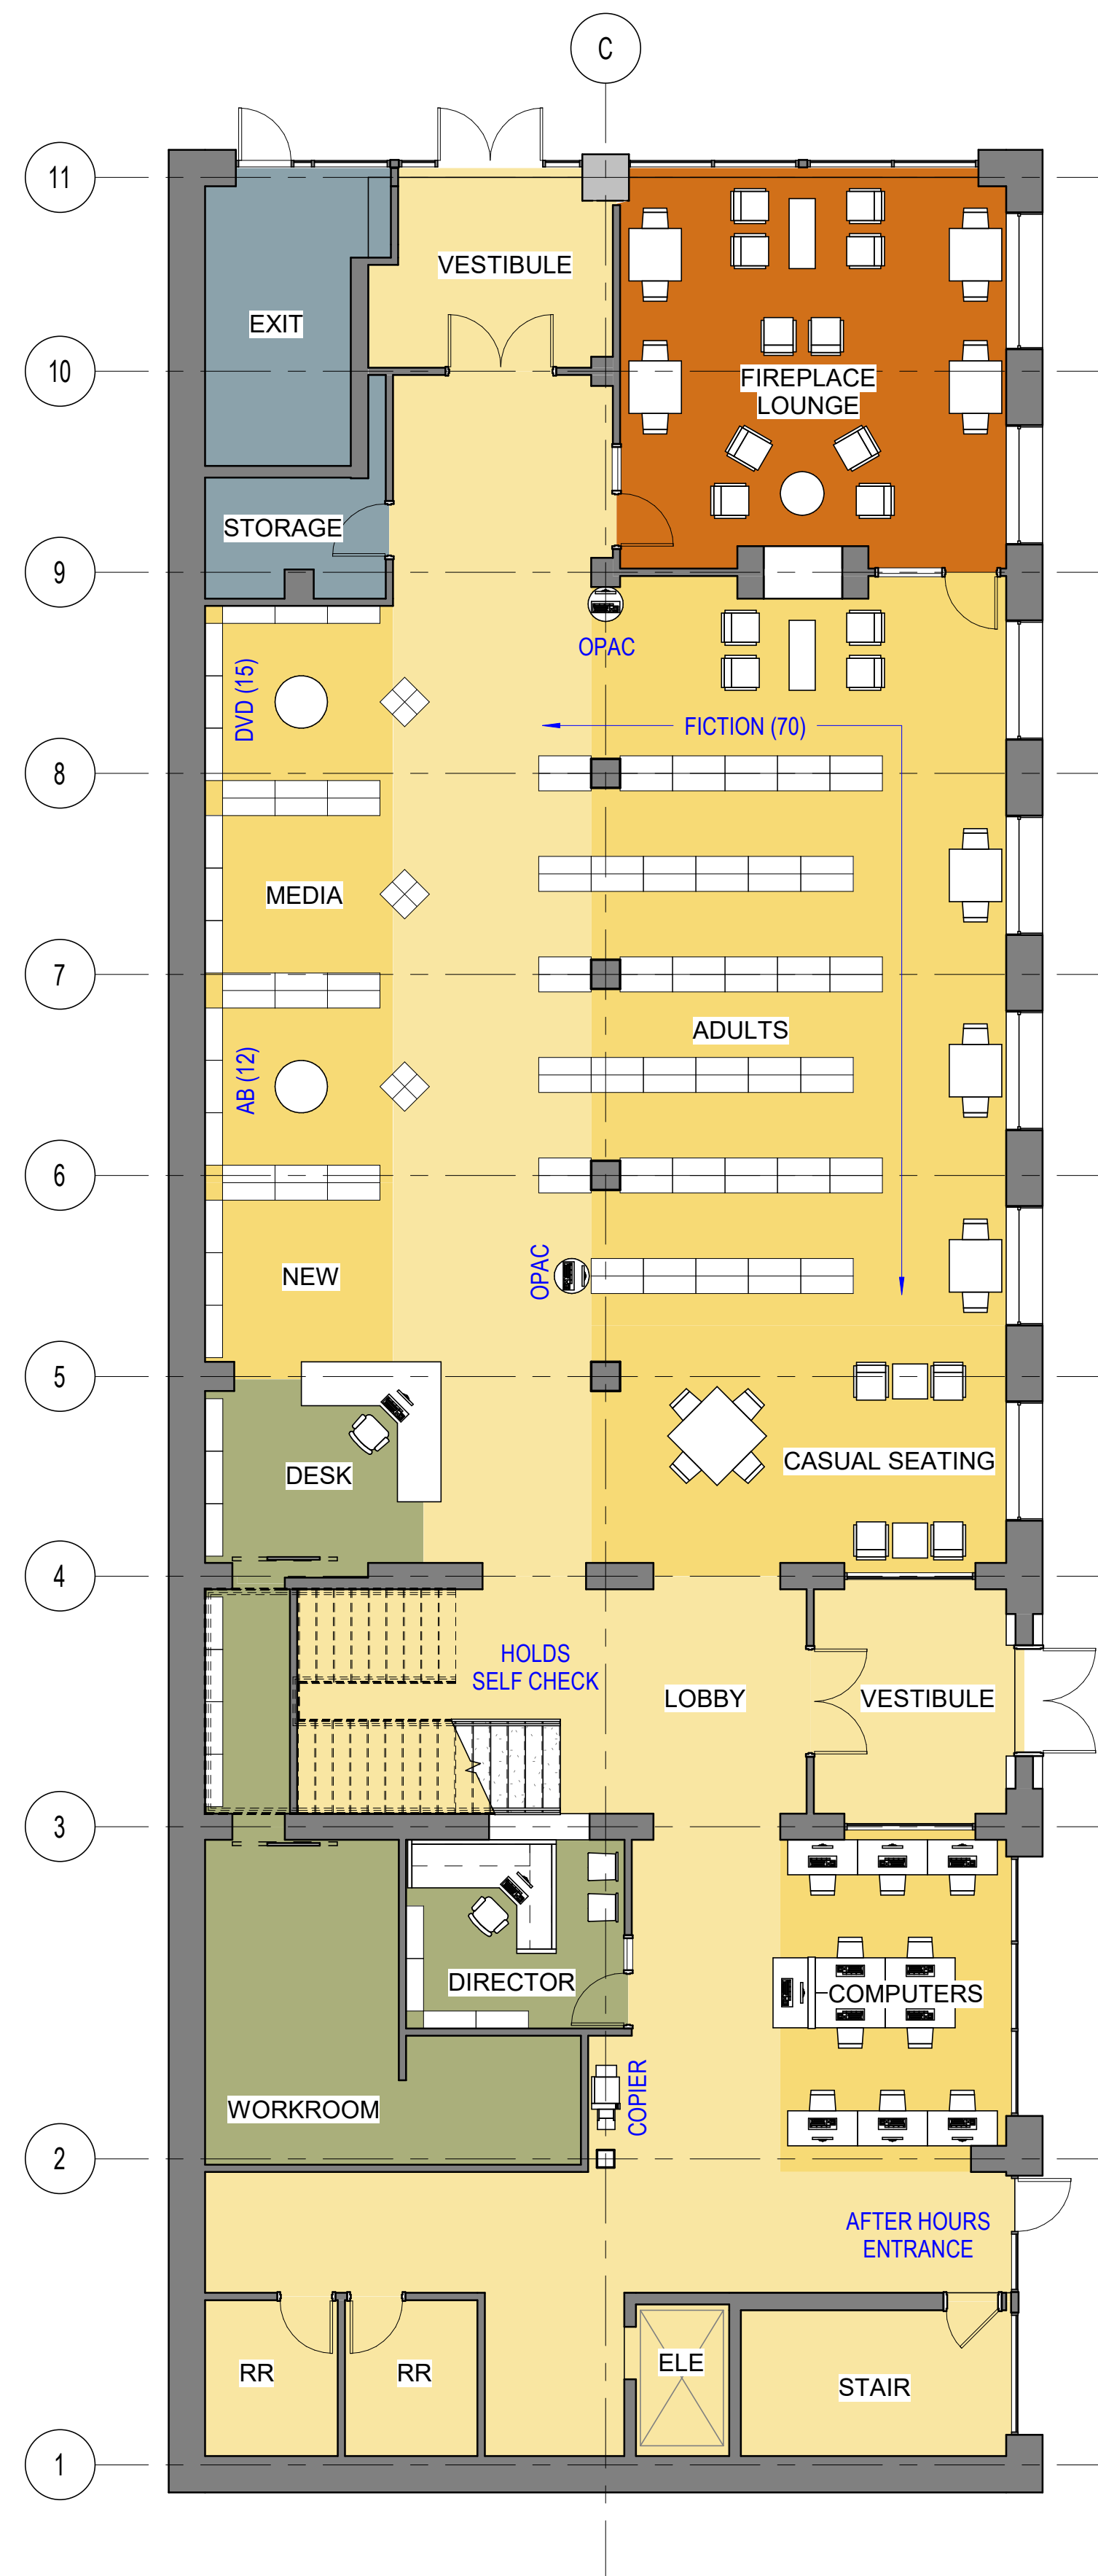 C
11
VESTIBULE
EXIT
10
FIREPLACE
LOUNGE
STORAGE
9
OPAC
DVD (15)
FICTION (70)
8
MEDIA
7
ADULTS
AB (12)
6
OPAC
NEW
5
CASUAL SEATING
DESK
4
HOLDS
SELF CHECK
LOBBY
VESTIBULE
3
DIRECTOR
COMPUTERS
COPIER
WORKROOM
2
AFTER HOURS
ENTRANCE
RR
RR
ELE
STAIR
1